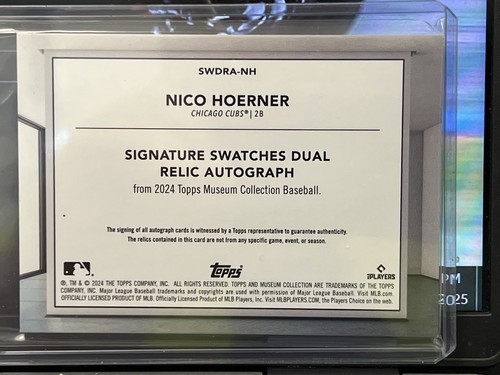 SWDRA-NH
NICO HOERNER
CHICAGO CUBS® | 2B
SIGNATURE SWATCHES DUAL
RELIC AUTOGRAPH
from 2024 Topps Museum Collection Baseball.
The signing of all autograph cards is witnessed by a Topps representative to guarantee authenticity.
The relics contained in this card are not from any specific game, event, or season.
Topps
PLAYERS
®, TM & © 2024 THE TOPPS COMPANY, INC. ALL RIGHTS RESERVED. TOPPS AND MUSEUM COLLECTION ARE TRADEMARKS OF THE TOPPS
COMPANY, INC. Major League Baseball trademarks and copyrights are used with permission of Major League Baseball. Visit MLB.com.
OFFICIALLY LICENSED PRODUCT OF MLB. Officially Licensed Product of MLB Players, Inc. Visit MLBPLAYERS.COM, the Players Choice on the web.
PM
2025